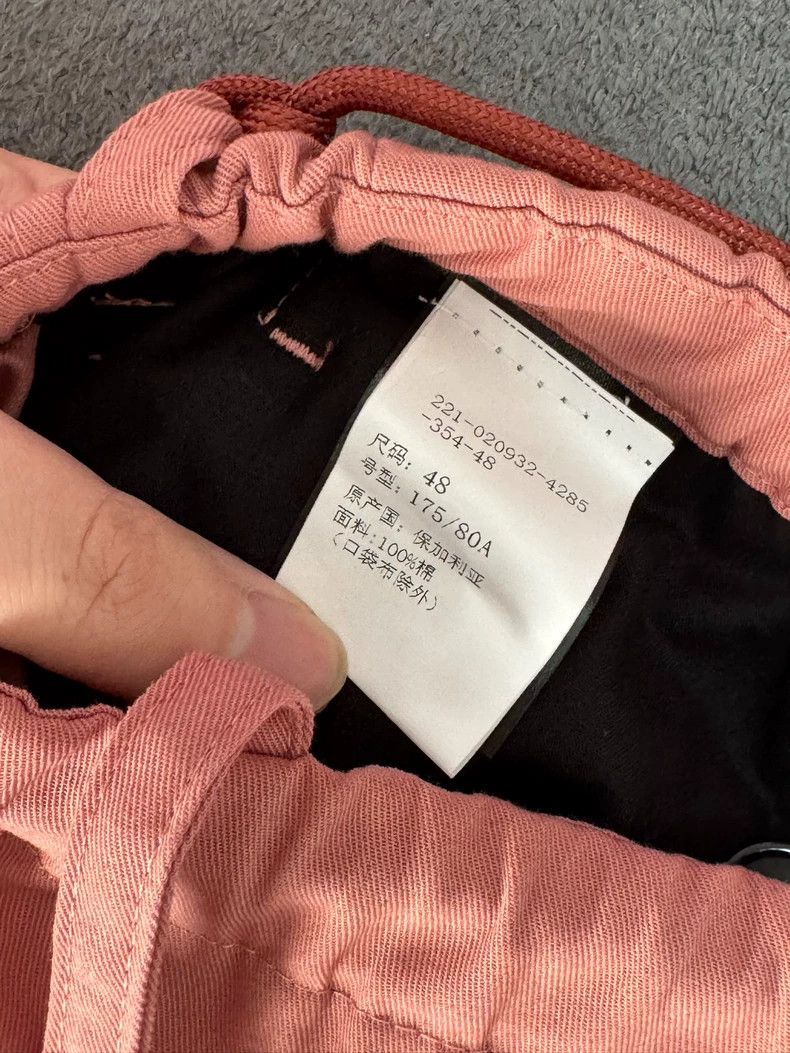 221-020932-4285
-354-48
尺码: 48
号型: 175/80A
原产国: 保加利亚
面料:100%棉
(口袋布除外)